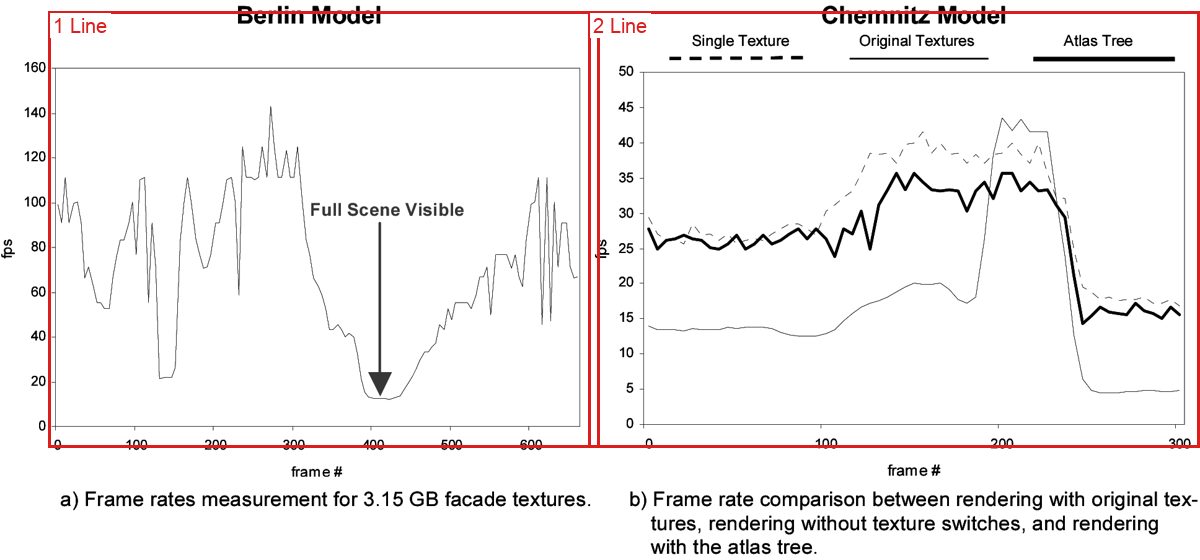 Berlin Model
Chemnitz Model
1 Line
2 Line
Single Texture
Original Textures
Atlas Tree
160
140
120
100
80
60
40
20
0
fps
Full Scene Visible
0 100 200 300 400 500 600
frame #
50
45
40
35
30
25
20
15
10
5
0
fps
0 100 200 300
frame #
a) Frame rates measurement for 3.15 GB facade textures.
b) Frame rate comparison between rendering with original tex-
tures, rendering without texture switches, and rendering
with the atlas tree.